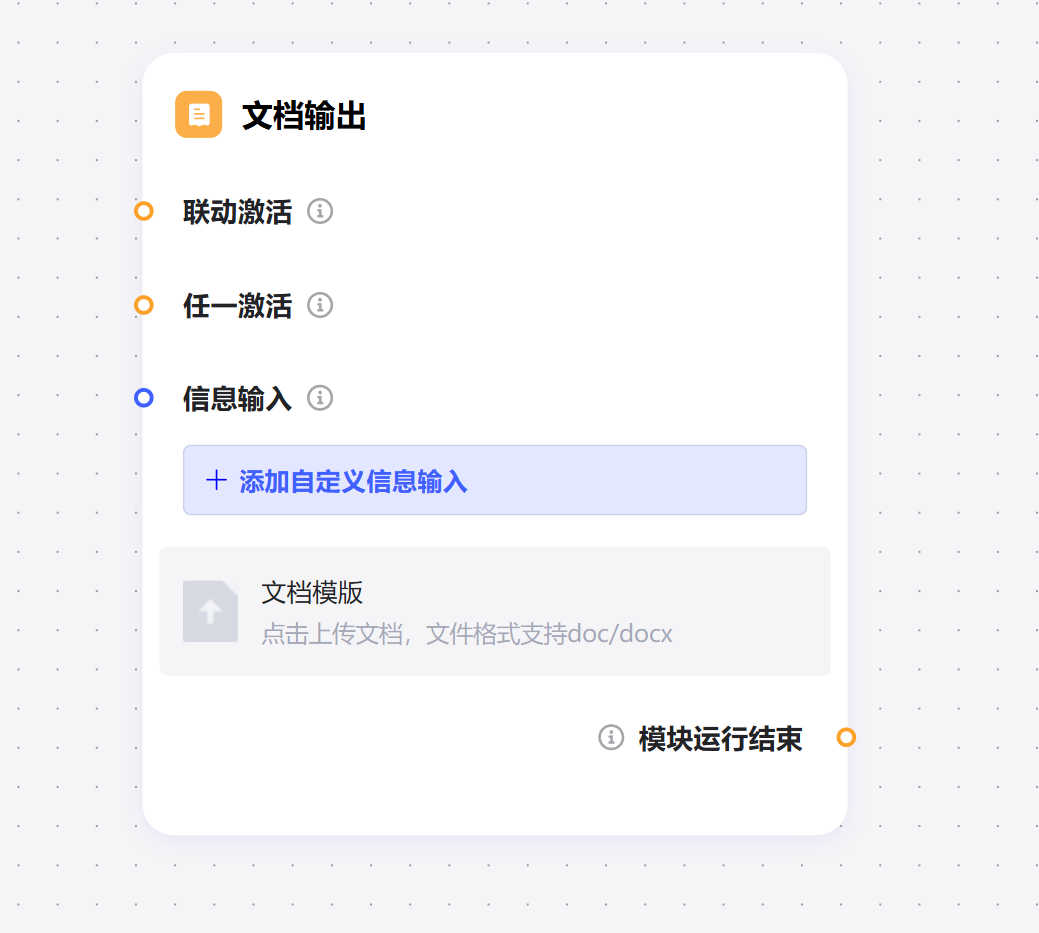 文档输出
联动激活
任一激活
信息输入
添加自定义信息输入
文档模版
点击上传文档，文件格式支持doc/docx
模块运行结束